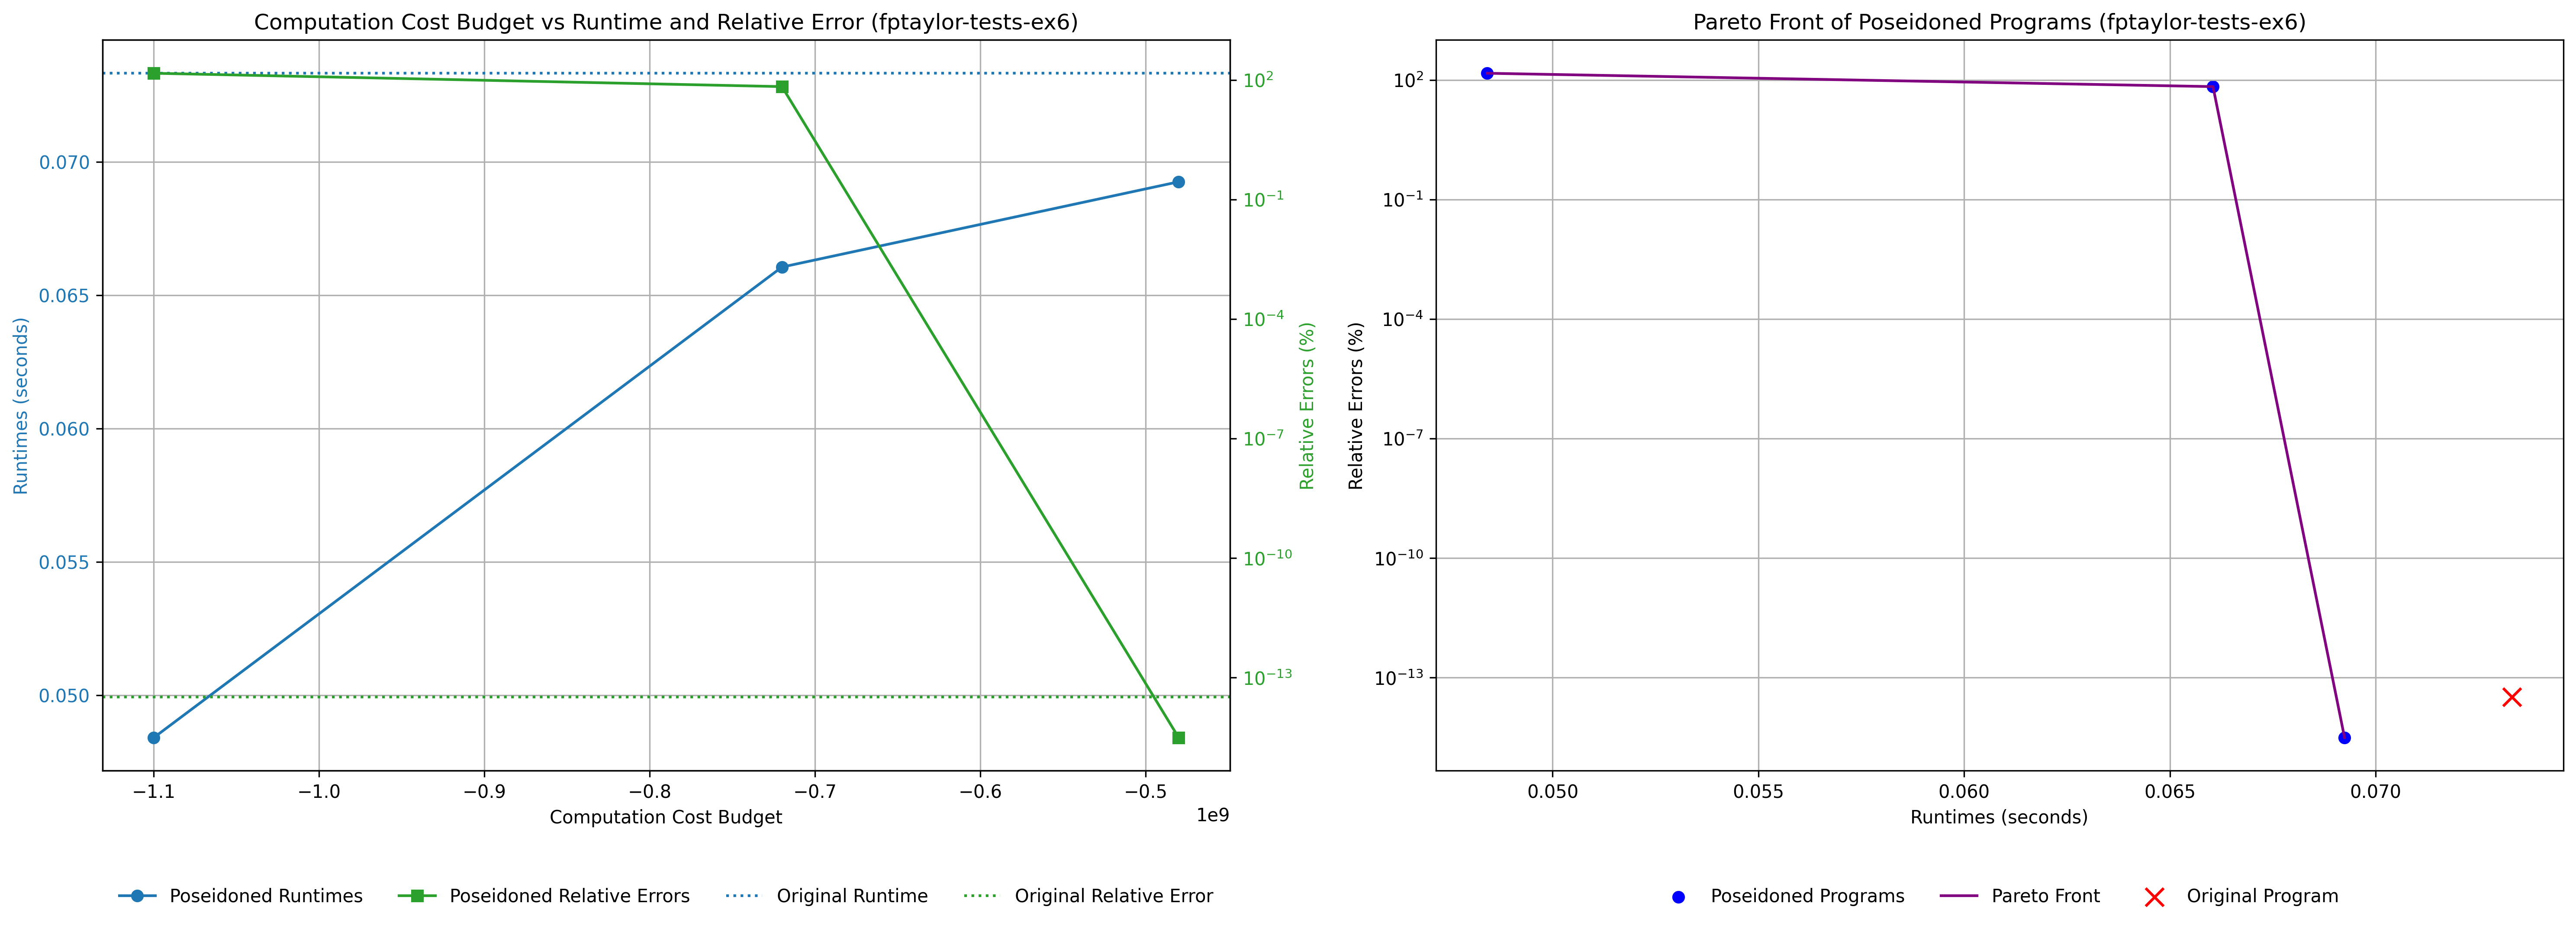 Computation Cost Budget vs Runtime and Relative Error (fptaylor-tests-ex6)
Runtimes (seconds)
0.070
0.065
0.060
0.055
0.050
10²
10⁻¹
10⁻⁴
10⁻⁷
10⁻¹⁰
10⁻¹³
Relative Errors (%)
−1.1 −1.0 −0.9 −0.8 −0.7 −0.6 −0.5
1e9
Computation Cost Budget
Poseidoned Runtimes Poseidoned Relative Errors Original Runtime Original Relative Error
Pareto Front of Poseidoned Programs (fptaylor-tests-ex6)
Relative Errors (%)
10²
10⁻¹
10⁻⁴
10⁻⁷
10⁻¹⁰
10⁻¹³
0.050 0.055 0.060 0.065 0.070
Runtimes (seconds)
Poseidoned Programs Pareto Front Original Program